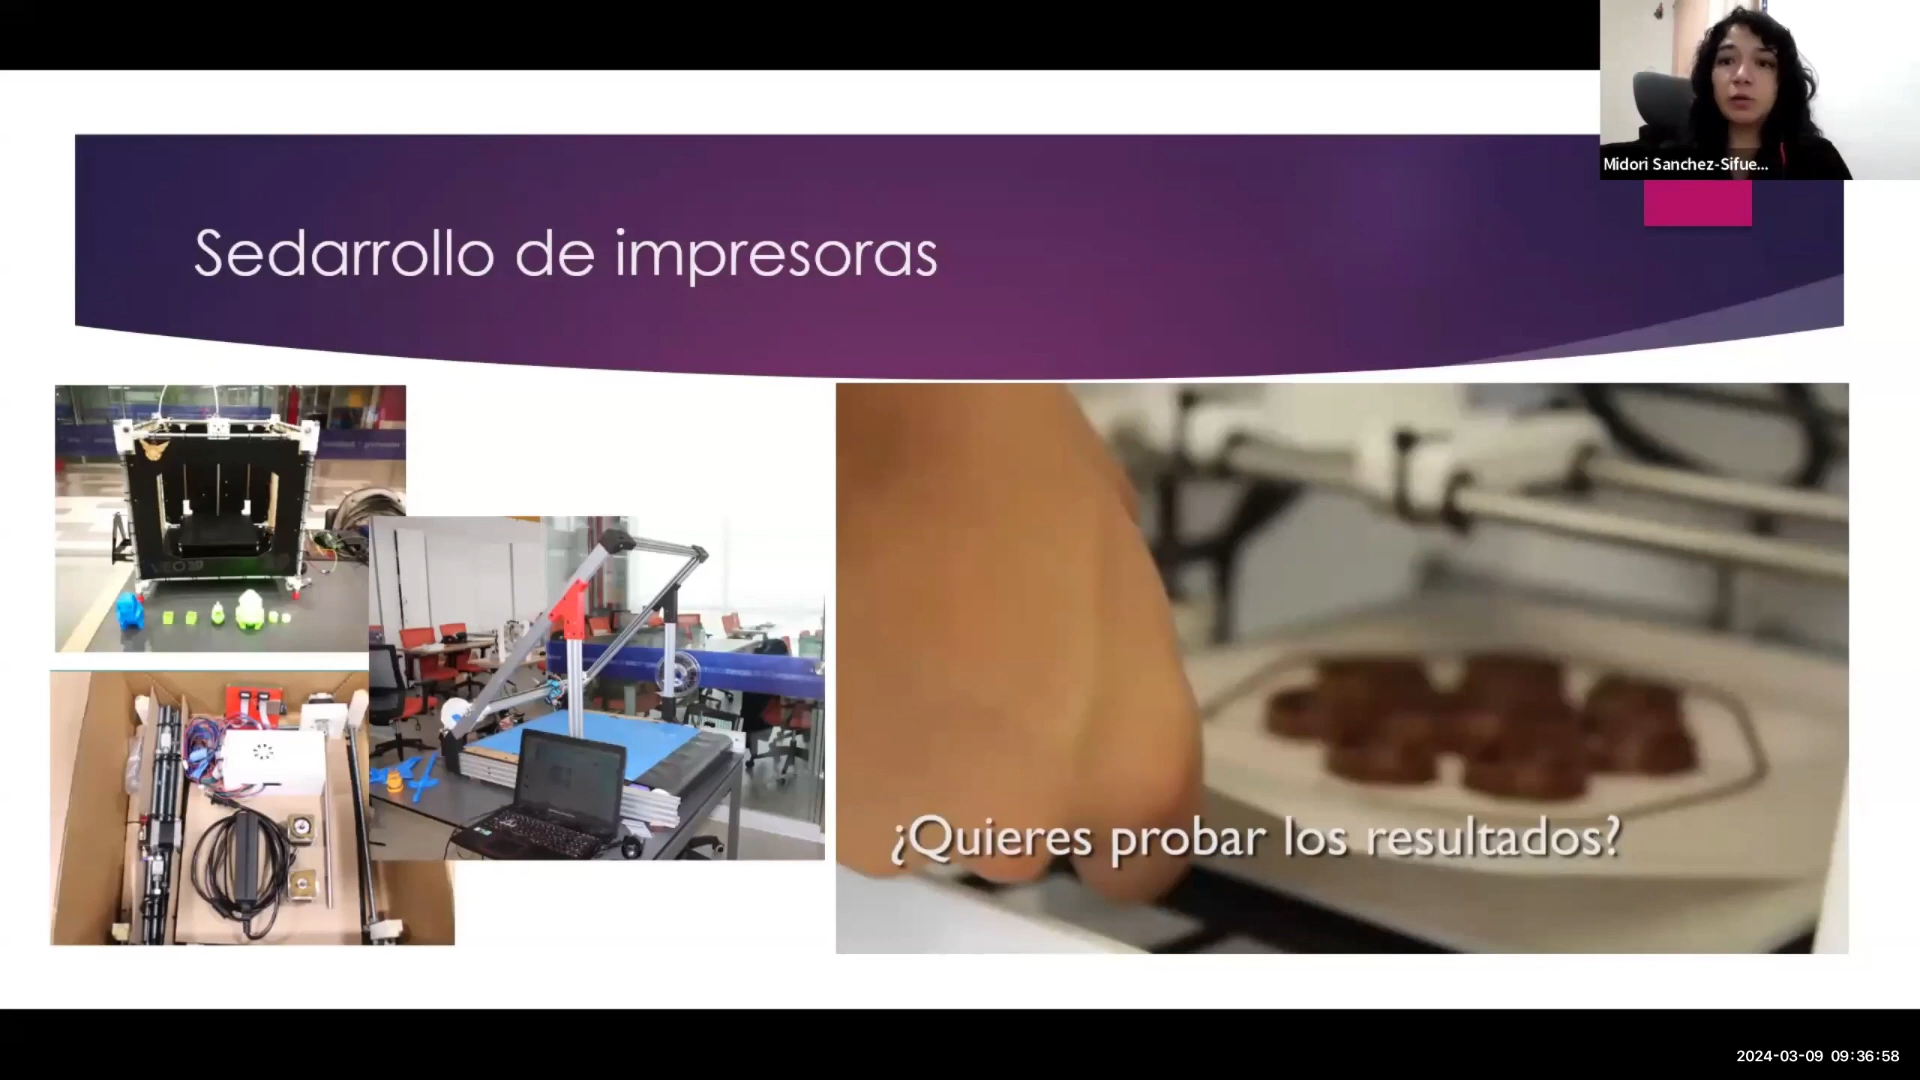 Midori Sanchez-Sifue...
Sedarrollo de impresoras
¿Quieres probar los resultados?
2024-03-09 09:36:58